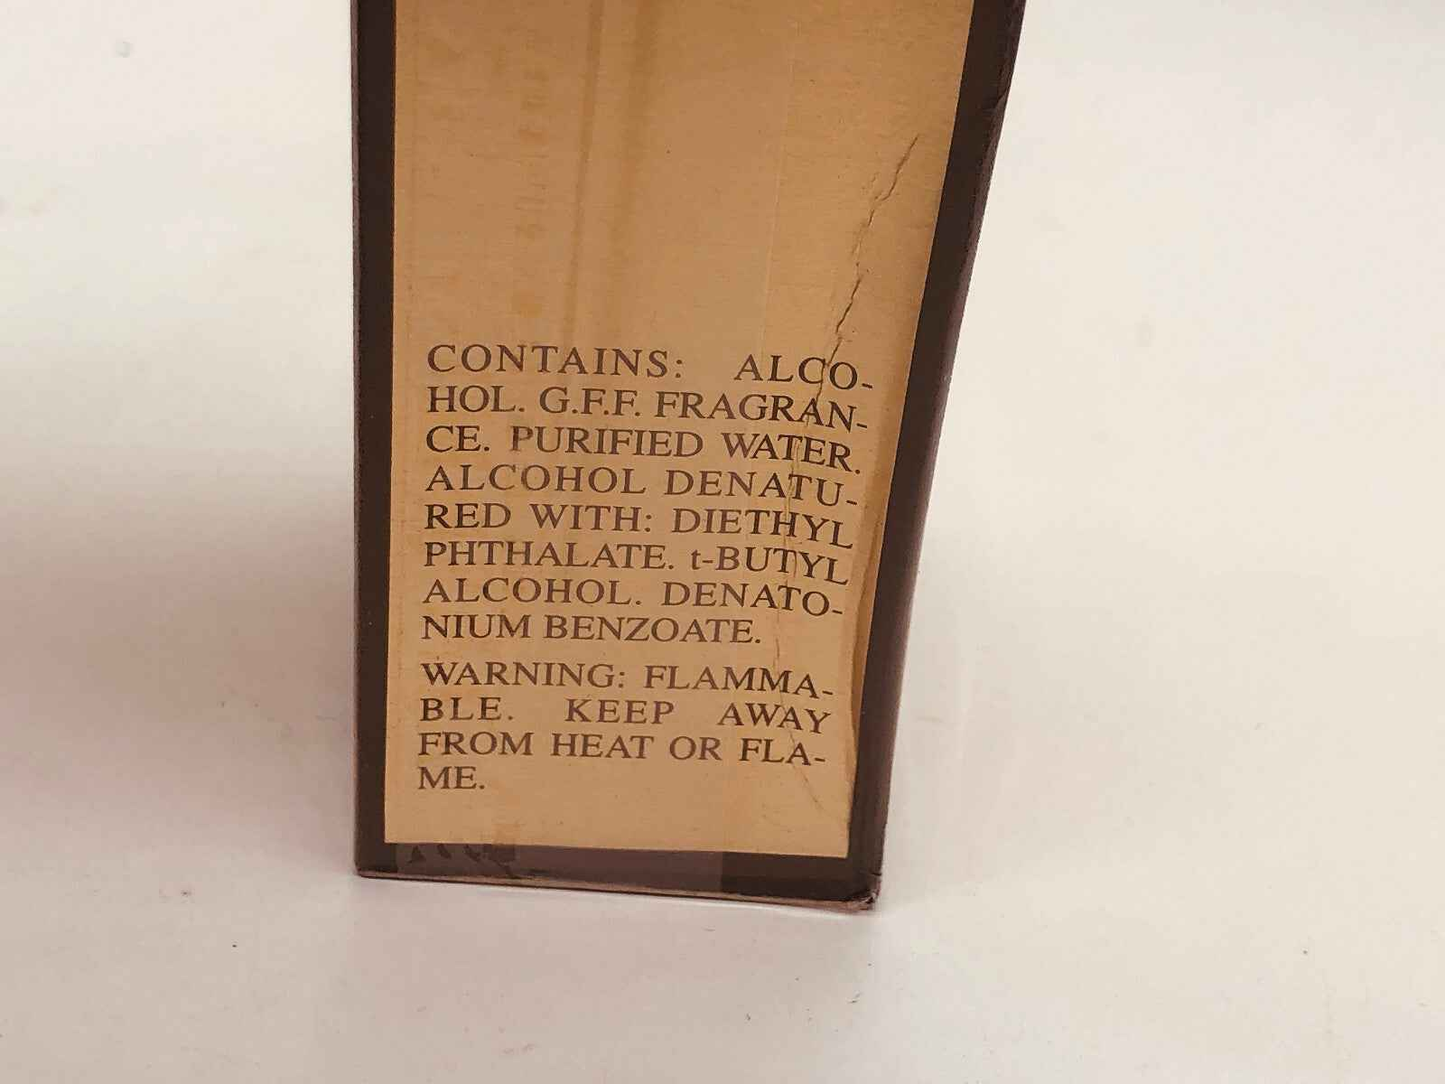 CONTAINS: ALCO-
HOL. G.F.F. FRAGRAN-
CE. PURIFIED WATER.
ALCOHOL DENATU-
RED WITH: DIETHYL
PHTHALATE. t-BUTYL
ALCOHOL. DENATO-
NIUM BENZOATE.
WARNING: FLAMMA-
BLE. KEEP AWAY
FROM HEAT OR FLA-
ME.